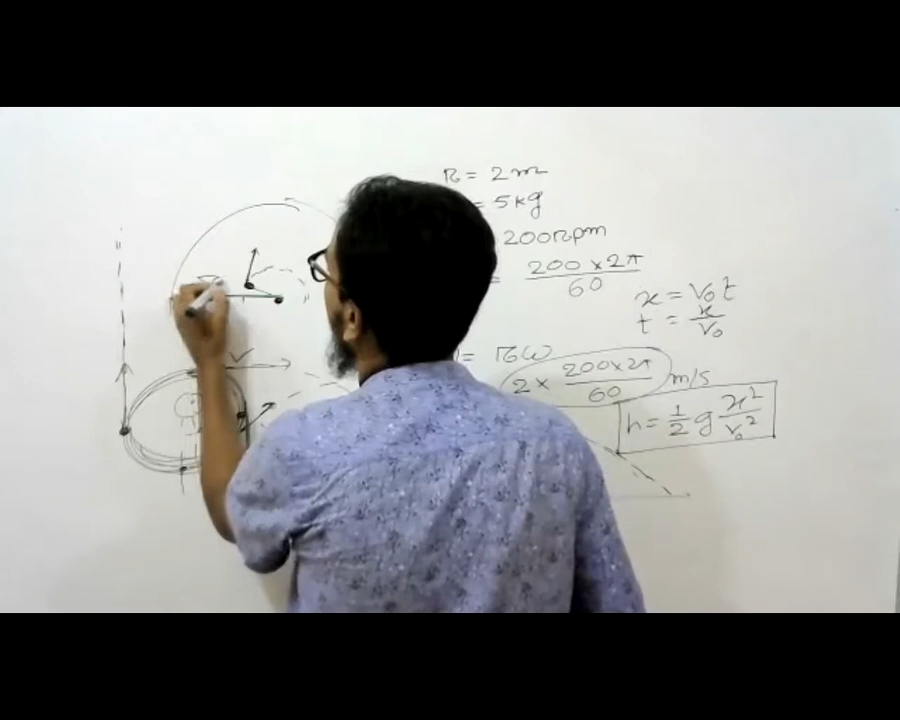 r = 2m
= 5kg
200rpm
= 200 × 2π / 60
x = v₀t
t = x / v₀
v
= rω
2 × 200 × 2π / 60 m/s
h = 1/2 g x² / v₀²